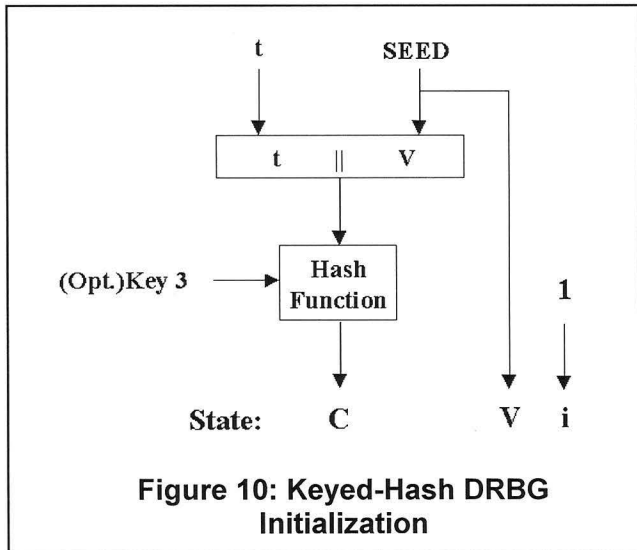 t SEED
t || V
(Opt.)Key 3
Hash
Function
1
State: C V i
Figure 10: Keyed-Hash DRBG
Initialization